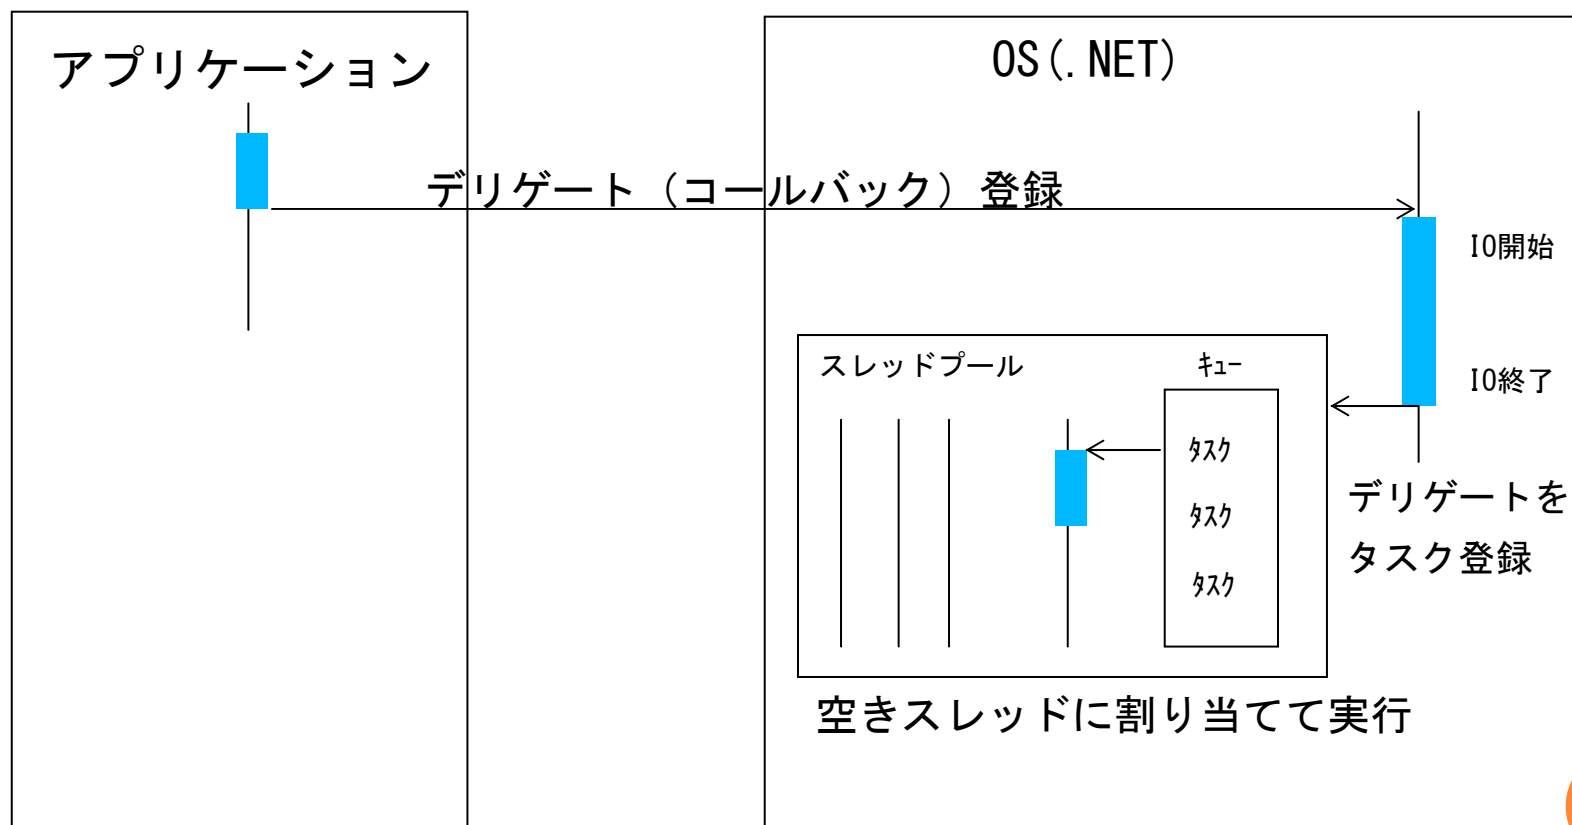 アプリケーション
OS(.NET)
デリゲート（コールバック）登録
IO開始
スレッドプール
ｷｭｰ
IO終了
ﾀｽｸ
ﾀｽｸ
ﾀｽｸ
デリゲートを
タスク登録
空きスレッドに割り当てて実行